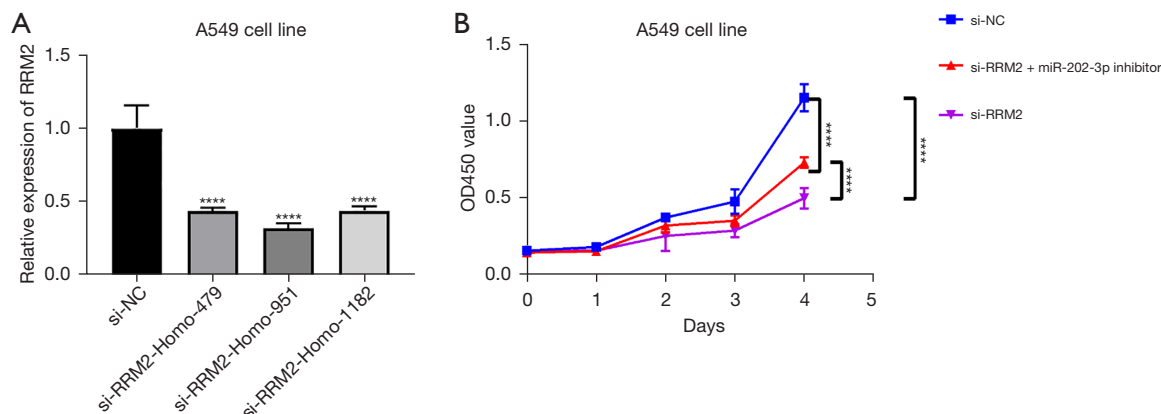 A
A549 cell line
Relative expression of RRM2
1.5
1.0
0.5
0.0
****
****
****
si-NC
si-RRM2-Homo-479
si-RRM2-Homo-951
si-RRM2-Homo-1182
B
A549 cell line
OD450 value
1.5
1.0
0.5
0.0
0
1
2
3
4
5
Days
****
****
****
si-NC
si-RRM2 + miR-202-3p inhibitor
si-RRM2